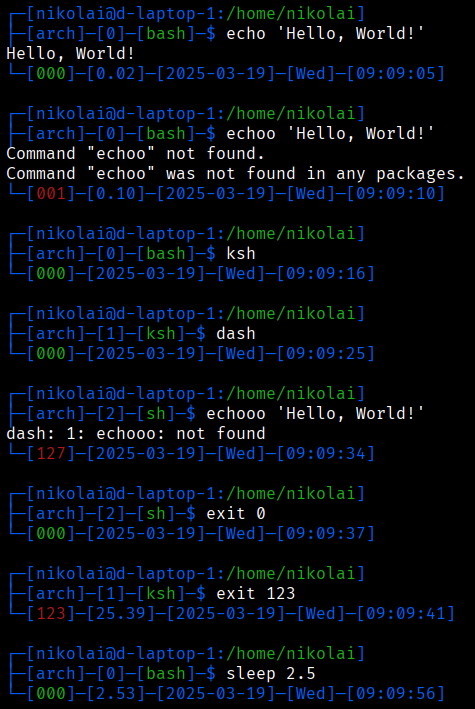 ┌─[nikolai@d-laptop-1:/home/nikolai]
├─[arch]─[0]─[bash]─$ echo 'Hello, World!'
Hello, World!
└─[000]─[0.02]─[2025-03-19]─[Wed]─[09:09:05]
┌─[nikolai@d-laptop-1:/home/nikolai]
├─[arch]─[0]─[bash]─$ echoo 'Hello, World!'
Command "echoo" not found.
Command "echoo" was not found in any packages.
└─[001]─[0.10]─[2025-03-19]─[Wed]─[09:09:10]
┌─[nikolai@d-laptop-1:/home/nikolai]
├─[arch]─[0]─[bash]─$ ksh
└─[000]─[2025-03-19]─[Wed]─[09:09:16]
┌─[nikolai@d-laptop-1:/home/nikolai]
├─[arch]─[1]─[ksh]─$ dash
└─[000]─[2025-03-19]─[Wed]─[09:09:25]
┌─[nikolai@d-laptop-1:/home/nikolai]
├─[arch]─[2]─[sh]─$ echooo 'Hello, World!'
dash: 1: echooo: not found
└─[127]─[2025-03-19]─[Wed]─[09:09:34]
┌─[nikolai@d-laptop-1:/home/nikolai]
├─[arch]─[2]─[sh]─$ exit 0
└─[000]─[2025-03-19]─[Wed]─[09:09:37]
┌─[nikolai@d-laptop-1:/home/nikolai]
├─[arch]─[1]─[ksh]─$ exit 123
└─[123]─[25.39]─[2025-03-19]─[Wed]─[09:09:41]
┌─[nikolai@d-laptop-1:/home/nikolai]
├─[arch]─[0]─[bash]─$ sleep 2.5
└─[000]─[2.53]─[2025-03-19]─[Wed]─[09:09:56]